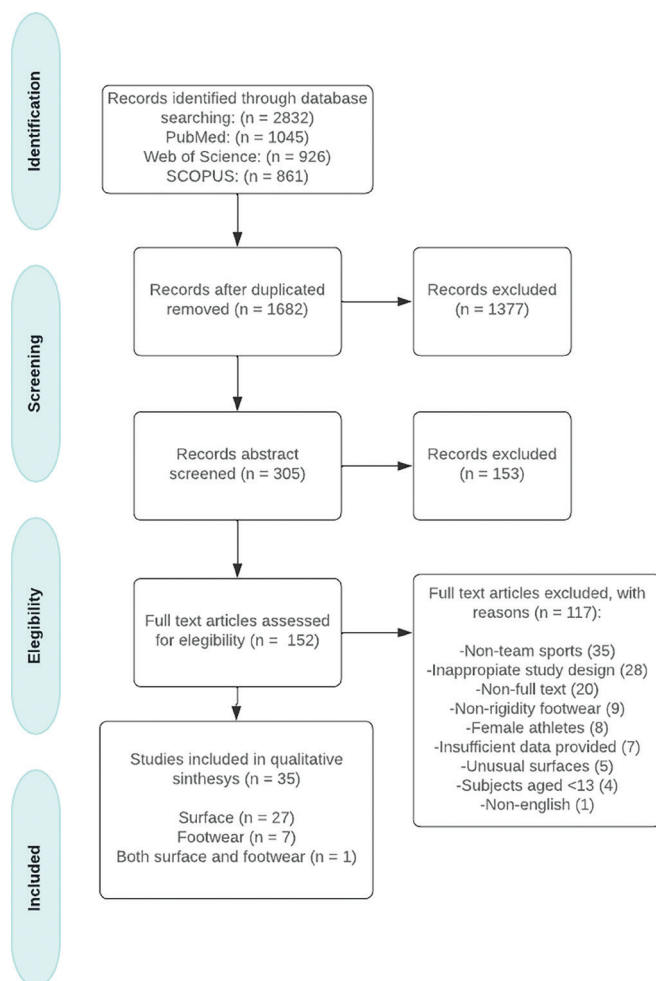 Identification
Records identified through database
searching: (n = 2832)
PubMed: (n = 1045)
Web of Science: (n = 926)
SCOPUS: (n = 861)
Screening
Records after duplicated
removed (n = 1682)
Records excluded
(n = 1377)
Records abstract
screened (n = 305)
Records excluded
(n = 153)
Elegibility
Full text articles assessed
for elegibility (n =  152)
Full text articles excluded, with
reasons (n = 117):
-Non-team sports (35)
-Inappropiate study design (28)
-Non-full text (20)
-Non-rigidity footwear (9)
-Female athletes (8)
-Insufficient data provided (7)
-Unusual surfaces (5)
-Subjects aged <13 (4)
-Non-english (1)
Included
Studies included in qualitative
sinthesys (n = 35)
Surface (n = 27)
Footwear (n = 7)
Both surface and footwear (n = 1)